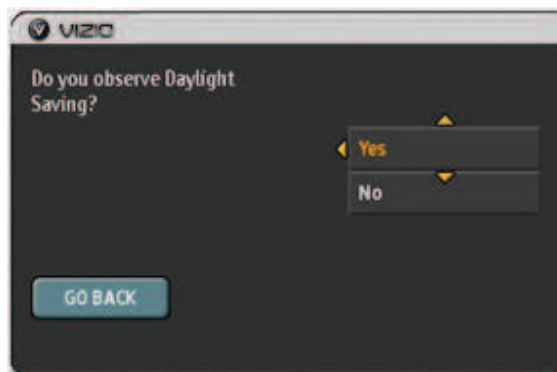 VIZIO
Do you observe Daylight
Saving?
Yes
No
GO BACK